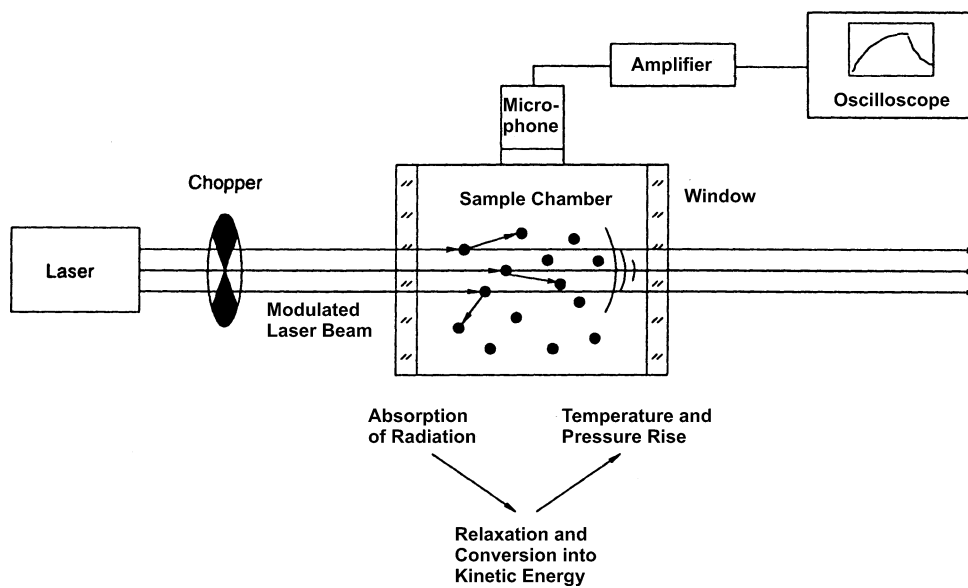 Amplifier
Oscilloscope
Micro-
phone
Chopper
Sample Chamber
Window
Laser
Modulated
Laser Beam
Absorption
of Radiation
Temperature and
Pressure Rise
Relaxation and
Conversion into
Kinetic Energy